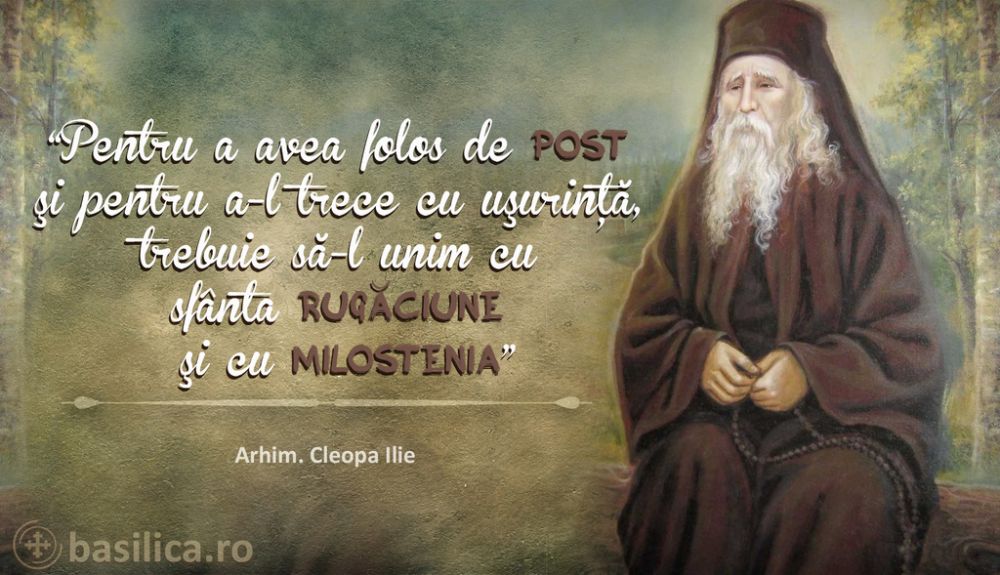 “Pentru a avea folos de POST
şi pentru a-l trece cu uşurință,
trebuie să-l unim cu
sfânta RUGĂCIUNE
şi cu MILOSTENIA”
Arhim. Cleopa Ilie
basilica.ro